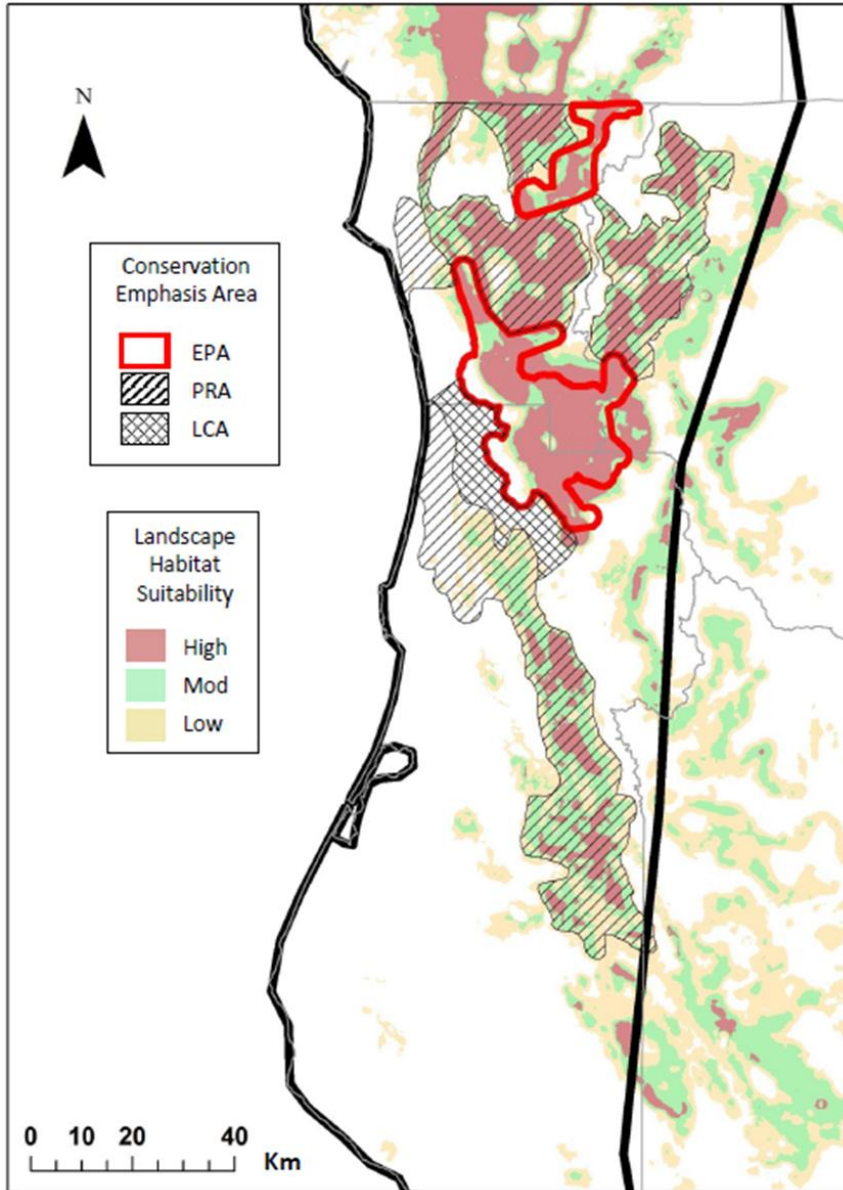 N
Conservation
Emphasis Area
EPA
PRA
LCA
Landscape
Habitat
Suitability
High
Mod
Low
0 10 20 40
Km